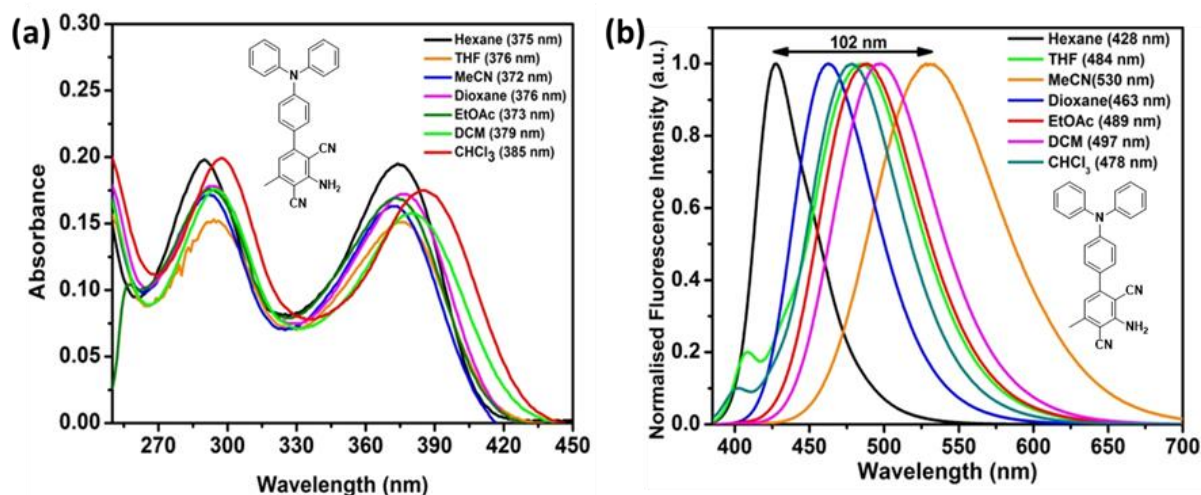 (a)
Absorbance
0.30
0.25
0.20
0.15
0.10
0.05
0.00
270 300 330 360 390 420 450
Wavelength (nm)
Hexane (375 nm)
THF (376 nm)
MeCN (372 nm)
Dioxane (376 nm)
EtOAc (373 nm)
DCM (379 nm)
CHCl3 (385 nm)
N
CN
NH2
CN
(b)
Normalised Fluorescence Intensity (a.u.)
1.0
0.8
0.6
0.4
0.2
0.0
400 450 500 550 600 650 700
Wavelength (nm)
102 nm
Hexane (428 nm)
THF (484 nm)
MeCN(530 nm)
Dioxane(463 nm)
EtOAc (489 nm)
DCM (497 nm)
CHCl3 (478 nm)
N
CN
NH2
CN